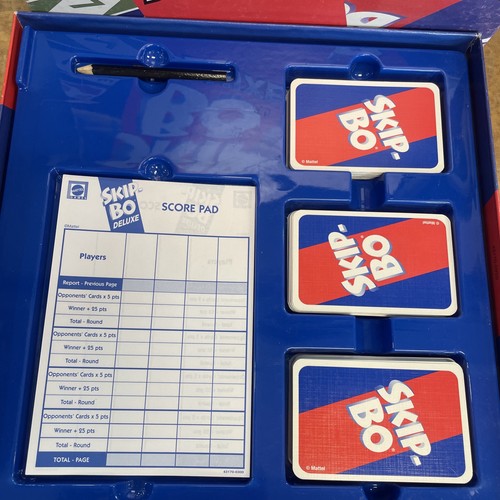 SKIP-
BO
DELUXE
SCORE PAD
©Mattel
Players
Report - Previous Page
Opponents' Cards x 5 pts
Winner + 25 pts
Total - Round
Opponents' Cards x 5 pts
Winner + 25 pts
Total - Round
Opponents' Cards x 5 pts
Winner + 25 pts
Total - Round
Opponents' Cards x 5 pts
Winner + 25 pts
Total - Round
TOTAL - PAGE
SKIP-
BO
© Mattel
SKIP-
BO
© Mattel
SKIP-
BO
© Mattel